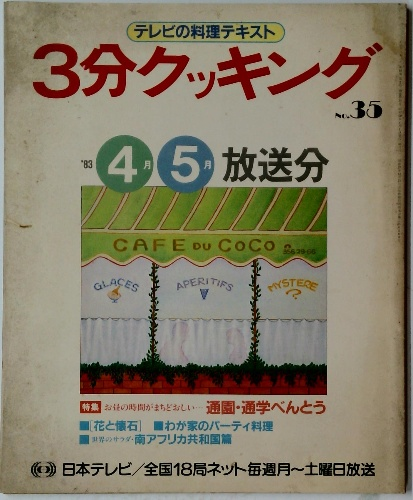 テレビの料理テキスト
3分クッキング
No.35
'83 4月 5月 放送分
CAFE DU COCO
GLACES
APERITIFS
MYSTERE
特集 お昼の時間がまちどおしい… 通園・通学べんとう
■[花と懐石] ■わが家のパーティ料理
■世界のサラダ・南アフリカ共和国篇
日本テレビ/全国18局ネット毎週月～土曜日放送